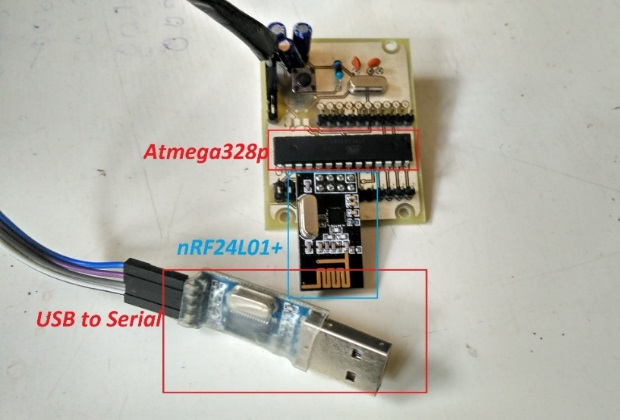 Atmega328p
nRF24L01+
USB to Serial